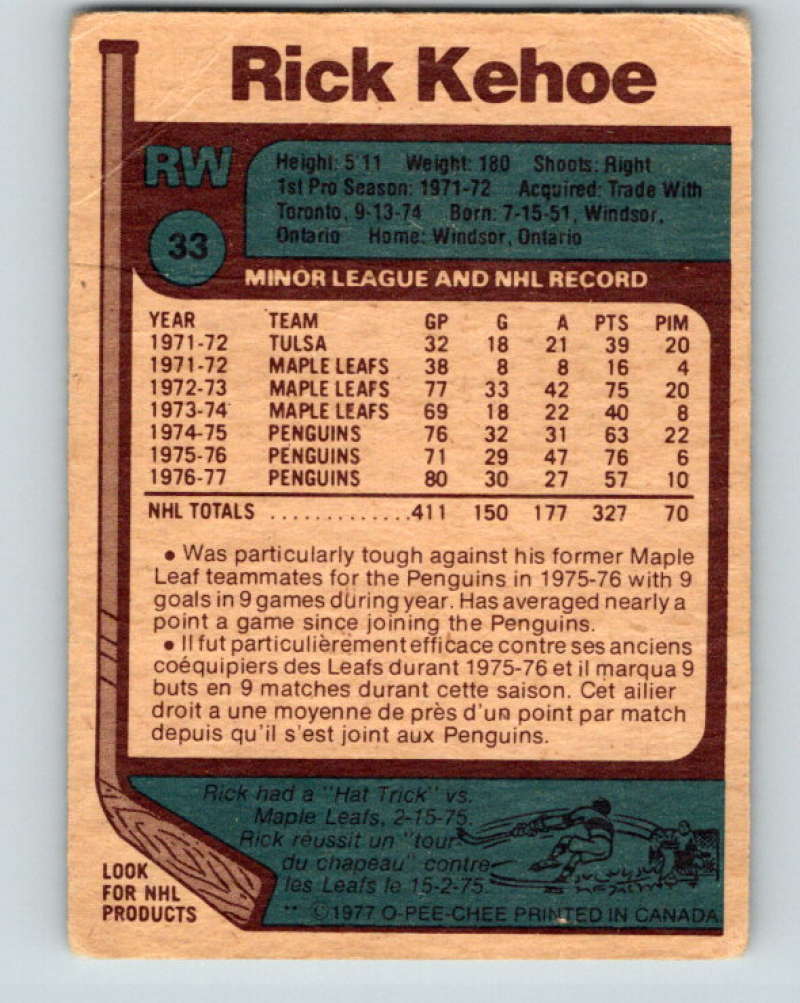 Rick Kehoe
RW
33
Height: 5'11 Weight: 180 Shoots: Right
1st Pro Season: 1971-72 Acquired: Trade With
Toronto, 9-13-74 Born: 7-15-51, Windsor,
Ontario Home: Windsor, Ontario
MINOR LEAGUE AND NHL RECORD
YEAR TEAM GP G A PTS PIM
1971-72 TULSA 32 18 21 39 20
1971-72 MAPLE LEAFS 38 8 8 16 4
1972-73 MAPLE LEAFS 77 33 42 75 20
1973-74 MAPLE LEAFS 69 18 22 40 8
1974-75 PENGUINS 76 32 31 63 22
1975-76 PENGUINS 71 29 47 76 6
1976-77 PENGUINS 80 30 27 57 10
NHL TOTALS .............411 150 177 327 70
• Was particularly tough against his former Maple
Leaf teammates for the Penguins in 1975-76 with 9
goals in 9 games during year. Has averaged nearly a
point a game since joining the Penguins.
• Il fut particulièrement efficace contre ses anciens
coéquipiers des Leafs durant 1975-76 et il marqua 9
buts en 9 matches durant cette saison. Cet ailier
droit a une moyenne de près d'un point par match
depuis qu'il s'est joint aux Penguins.
Rick had a "Hat Trick" vs.
Maple Leafs, 2-15-75.
Rick réussit un "tour
du chapeau" contre
les Leafs le 15-2-75.
LOOK
FOR NHL
PRODUCTS
** ©1977 O-PEE-CHEE PRINTED IN CANADA